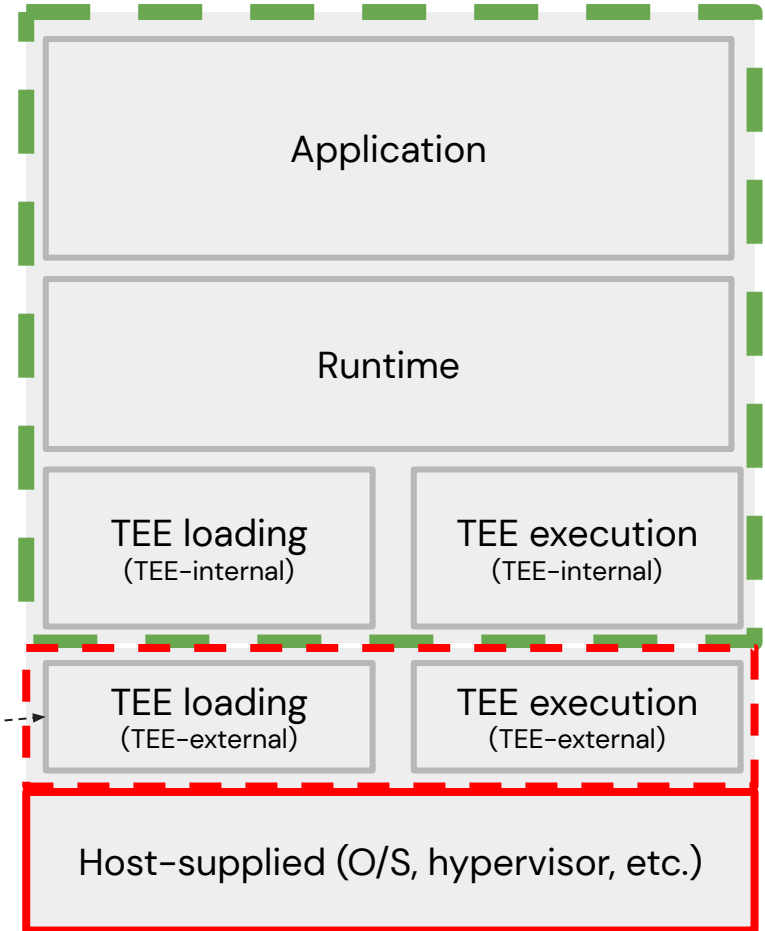 Application
Runtime
TEE loading
(TEE-internal)
TEE execution
(TEE-internal)
TEE loading
(TEE-external)
TEE execution
(TEE-external)
Host-supplied (O/S, hypervisor, etc.)